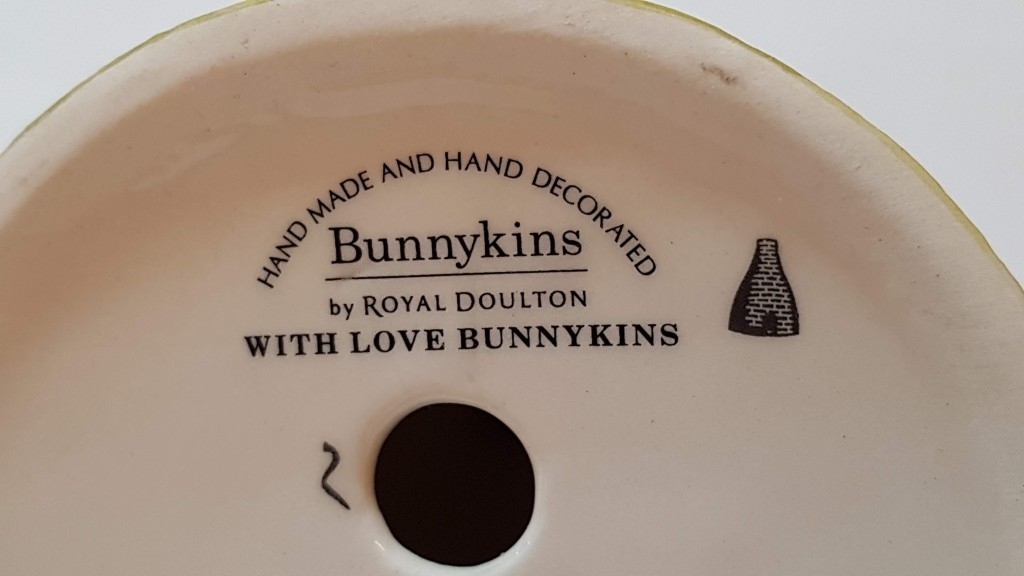 HAND MADE AND HAND DECORATED
Bunnykins
by ROYAL DOULTON
WITH LOVE BUNNYKINS